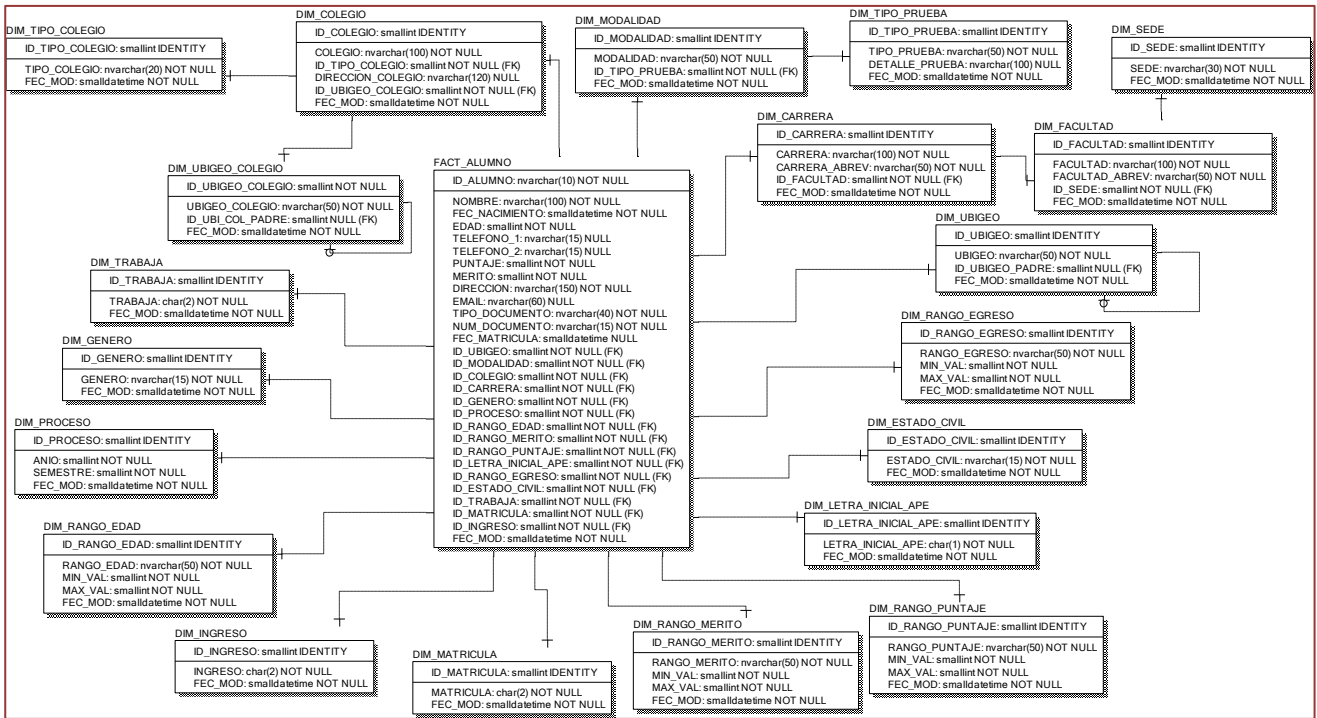 DIM_TIPO_COLEGIO
ID_TIPO_COLEGIO: smallint IDENTITY
TIPO_COLEGIO: nvarchar(20) NOT NULL
FEC_MOD: smalldatetime NOT NULL
DIM_COLEGIO
ID_COLEGIO: smallint IDENTITY
COLEGIO: nvarchar(100) NOT NULL
ID_TIPO_COLEGIO: smallint NOT NULL (FK)
DIRECCION_COLEGIO: nvarchar(120) NOT NULL
ID_UBIGEO_COLEGIO: smallint NOT NULL (FK)
FEC_MOD: smalldatetime NOT NULL
DIM_MODALIDAD
ID_MODALIDAD: smallint IDENTITY
MODALIDAD: nvarchar(50) NOT NULL
ID_TIPO_PRUEBA: smallint NOT NULL (FK)
FEC_MOD: smalldatetime NOT NULL
DIM_TIPO_PRUEBA
ID_TIPO_PRUEBA: smallint IDENTITY
TIPO_PRUEBA: nvarchar(50) NOT NULL
DETALLE_PRUEBA: nvarchar(100) NOT NULL
FEC_MOD: smalldatetime NOT NULL
DIM_SEDE
ID_SEDE: smallint IDENTITY
SEDE: nvarchar(30) NOT NULL
FEC_MOD: smalldatetime NOT NULL
DIM_CARRERA
ID_CARRERA: smallint IDENTITY
CARRERA: nvarchar(100) NOT NULL
CARRERA_ABREV: nvarchar(50) NOT NULL
ID_FACULTAD: smallint NOT NULL (FK)
FEC_MOD: smalldatetime NOT NULL
DIM_FACULTAD
ID_FACULTAD: smallint IDENTITY
FACULTAD: nvarchar(100) NOT NULL
FACULTAD_ABREV: nvarchar(50) NOT NULL
ID_SEDE: smallint NOT NULL (FK)
FEC_MOD: smalldatetime NOT NULL
DIM_UBIGEO_COLEGIO
ID_UBIGEO_COLEGIO: smallint NOT NULL
UBIGEO_COLEGIO: nvarchar(50) NOT NULL
ID_UBI_COL_PADRE: smallint NULL (FK)
FEC_MOD: smalldatetime NOT NULL
FACT_ALUMNO
ID_ALUMNO: nvarchar(10) NOT NULL
NOMBRE: nvarchar(100) NOT NULL
FEC_NACIMIENTO: smalldatetime NOT NULL
EDAD: smallint NOT NULL
TELEFONO_1: nvarchar(15) NULL
TELEFONO_2: nvarchar(15) NULL
PUNTAJE: smallint NOT NULL
MERITO: smallint NOT NULL
DIRECCION: nvarchar(150) NOT NULL
EMAIL: nvarchar(60) NULL
TIPO_DOCUMENTO: nvarchar(40) NOT NULL
NUM_DOCUMENTO: nvarchar(15) NOT NULL
FEC_MATRICULA: smalldatetime NULL
ID_UBIGEO: smallint NOT NULL (FK)
ID_MODALIDAD: smallint NOT NULL (FK)
ID_COLEGIO: smallint NOT NULL (FK)
ID_CARRERA: smallint NOT NULL (FK)
ID_GENERO: smallint NOT NULL (FK)
ID_PROCESO: smallint NOT NULL (FK)
ID_RANGO_EDAD: smallint NOT NULL (FK)
ID_RANGO_MERITO: smallint NOT NULL (FK)
ID_RANGO_PUNTAJE: smallint NOT NULL (FK)
ID_LETRA_INICIAL_APE: smallint NOT NULL (FK)
ID_RANGO_EGRESO: smallint NOT NULL (FK)
ID_ESTADO_CIVIL: smallint NOT NULL (FK)
ID_TRABAJA: smallint NOT NULL (FK)
ID_MATRICULA: smallint NOT NULL (FK)
ID_INGRESO: smallint NOT NULL (FK)
FEC_MOD: smalldatetime NOT NULL
DIM_UBIGEO
ID_UBIGEO: smallint IDENTITY
UBIGEO: nvarchar(50) NOT NULL
ID_UBIGEO_PADRE: smallint NULL (FK)
FEC_MOD: smalldatetime NOT NULL
DIM_TRABAJA
ID_TRABAJA: smallint IDENTITY
TRABAJA: char(2) NOT NULL
FEC_MOD: smalldatetime NOT NULL
DIM_RANGO_EGRESO
ID_RANGO_EGRESO: smallint IDENTITY
RANGO_EGRESO: nvarchar(50) NOT NULL
MIN_VAL: smallint NOT NULL
MAX_VAL: smallint NOT NULL
FEC_MOD: smalldatetime NOT NULL
DIM_GENERO
ID_GENERO: smallint IDENTITY
GENERO: nvarchar(15) NOT NULL
FEC_MOD: smalldatetime NOT NULL
DIM_PROCESO
ID_PROCESO: smallint IDENTITY
ANIO: smallint NOT NULL
SEMESTRE: smallint NOT NULL
FEC_MOD: smalldatetime NOT NULL
DIM_ESTADO_CIVIL
ID_ESTADO_CIVIL: smallint IDENTITY
ESTADO_CIVIL: nvarchar(15) NOT NULL
FEC_MOD: smalldatetime NOT NULL
DIM_LETRA_INICIAL_APE
ID_LETRA_INICIAL_APE: smallint IDENTITY
LETRA_INICIAL_APE: char(1) NOT NULL
FEC_MOD: smalldatetime NOT NULL
DIM_RANGO_EDAD
ID_RANGO_EDAD: smallint IDENTITY
RANGO_EDAD: nvarchar(50) NOT NULL
MIN_VAL: smallint NOT NULL
MAX_VAL: smallint NOT NULL
FEC_MOD: smalldatetime NOT NULL
DIM_INGRESO
ID_INGRESO: smallint IDENTITY
INGRESO: char(2) NOT NULL
FEC_MOD: smalldatetime NOT NULL
DIM_MATRICULA
ID_MATRICULA: smallint IDENTITY
MATRICULA: char(2) NOT NULL
FEC_MOD: smalldatetime NOT NULL
DIM_RANGO_MERITO
ID_RANGO_MERITO: smallint IDENTITY
RANGO_MERITO: nvarchar(50) NOT NULL
MIN_VAL: smallint NOT NULL
MAX_VAL: smallint NOT NULL
FEC_MOD: smalldatetime NOT NULL
DIM_RANGO_PUNTAJE
ID_RANGO_PUNTAJE: smallint IDENTITY
RANGO_PUNTAJE: nvarchar(50) NOT NULL
MIN_VAL: smallint NOT NULL
MAX_VAL: smallint NOT NULL
FEC_MOD: smalldatetime NOT NULL